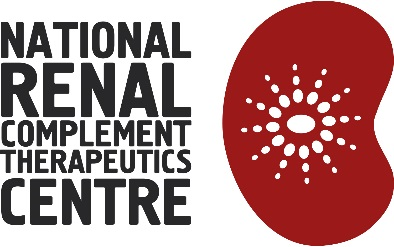 NATIONAL
RENAL
COMPLEMENT
THERAPEUTICS
CENTRE